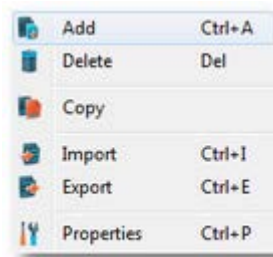 Add Ctrl+A
Delete Del
Copy
Import Ctrl+I
Export Ctrl+E
Properties Ctrl+P